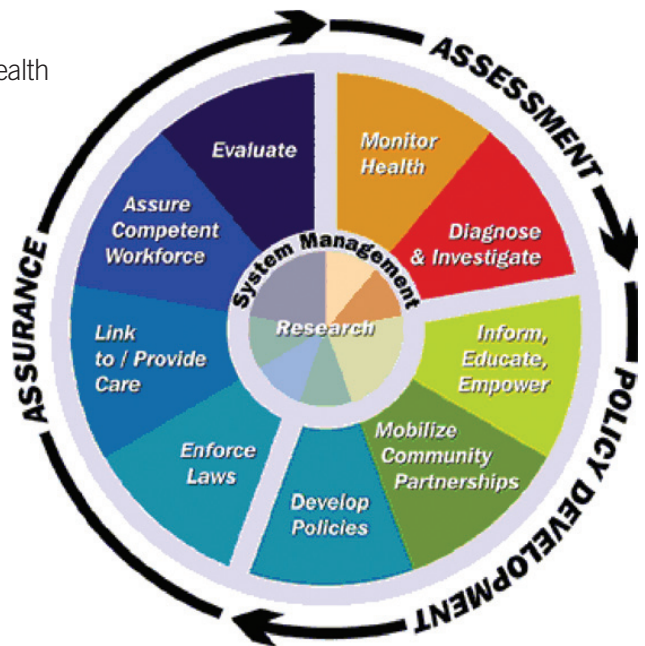 ealth
ASSESSMENT
POLICY DEVELOPMENT
ASSURANCE
Monitor
Health
Diagnose
& Investigate
Inform,
Educate,
Empower
Mobilize
Community
Partnerships
Develop
Policies
Enforce
Laws
Link
to / Provide
Care
Assure
Competent
Workforce
Evaluate
System Management
Research